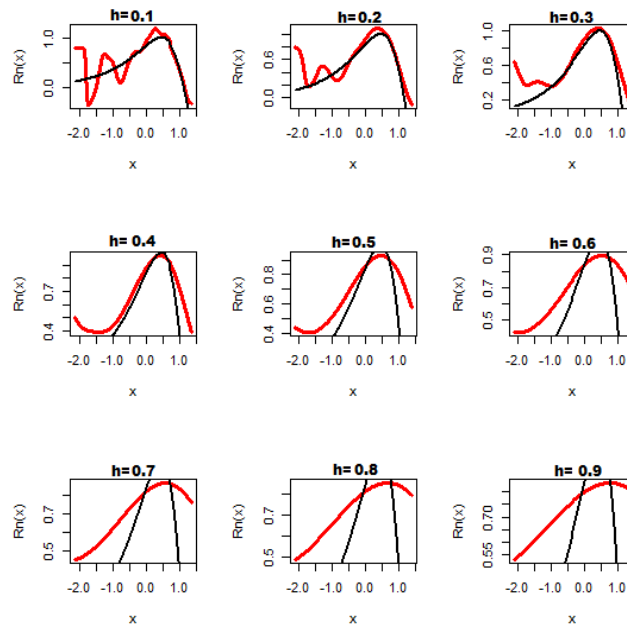 h= 0.1
Rn(x)
0.0 1.0
-2.0 -1.0 0.0 1.0
x
h= 0.2
Rn(x)
0.0 0.6
-2.0 -1.0 0.0 1.0
x
h= 0.3
Rn(x)
0.2 0.6 1.0
-2.0 -1.0 0.0 1.0
x
h= 0.4
Rn(x)
0.4 0.7
-2.0 -1.0 0.0 1.0
x
h= 0.5
Rn(x)
0.4 0.6 0.8
-2.0 -1.0 0.0 1.0
x
h= 0.6
Rn(x)
0.5 0.7 0.9
-2.0 -1.0 0.0 1.0
x
h= 0.7
Rn(x)
0.5 0.7
-2.0 -1.0 0.0 1.0
x
h= 0.8
Rn(x)
0.5 0.7
-2.0 -1.0 0.0 1.0
x
h= 0.9
Rn(x)
0.55 0.70
-2.0 -1.0 0.0 1.0
x